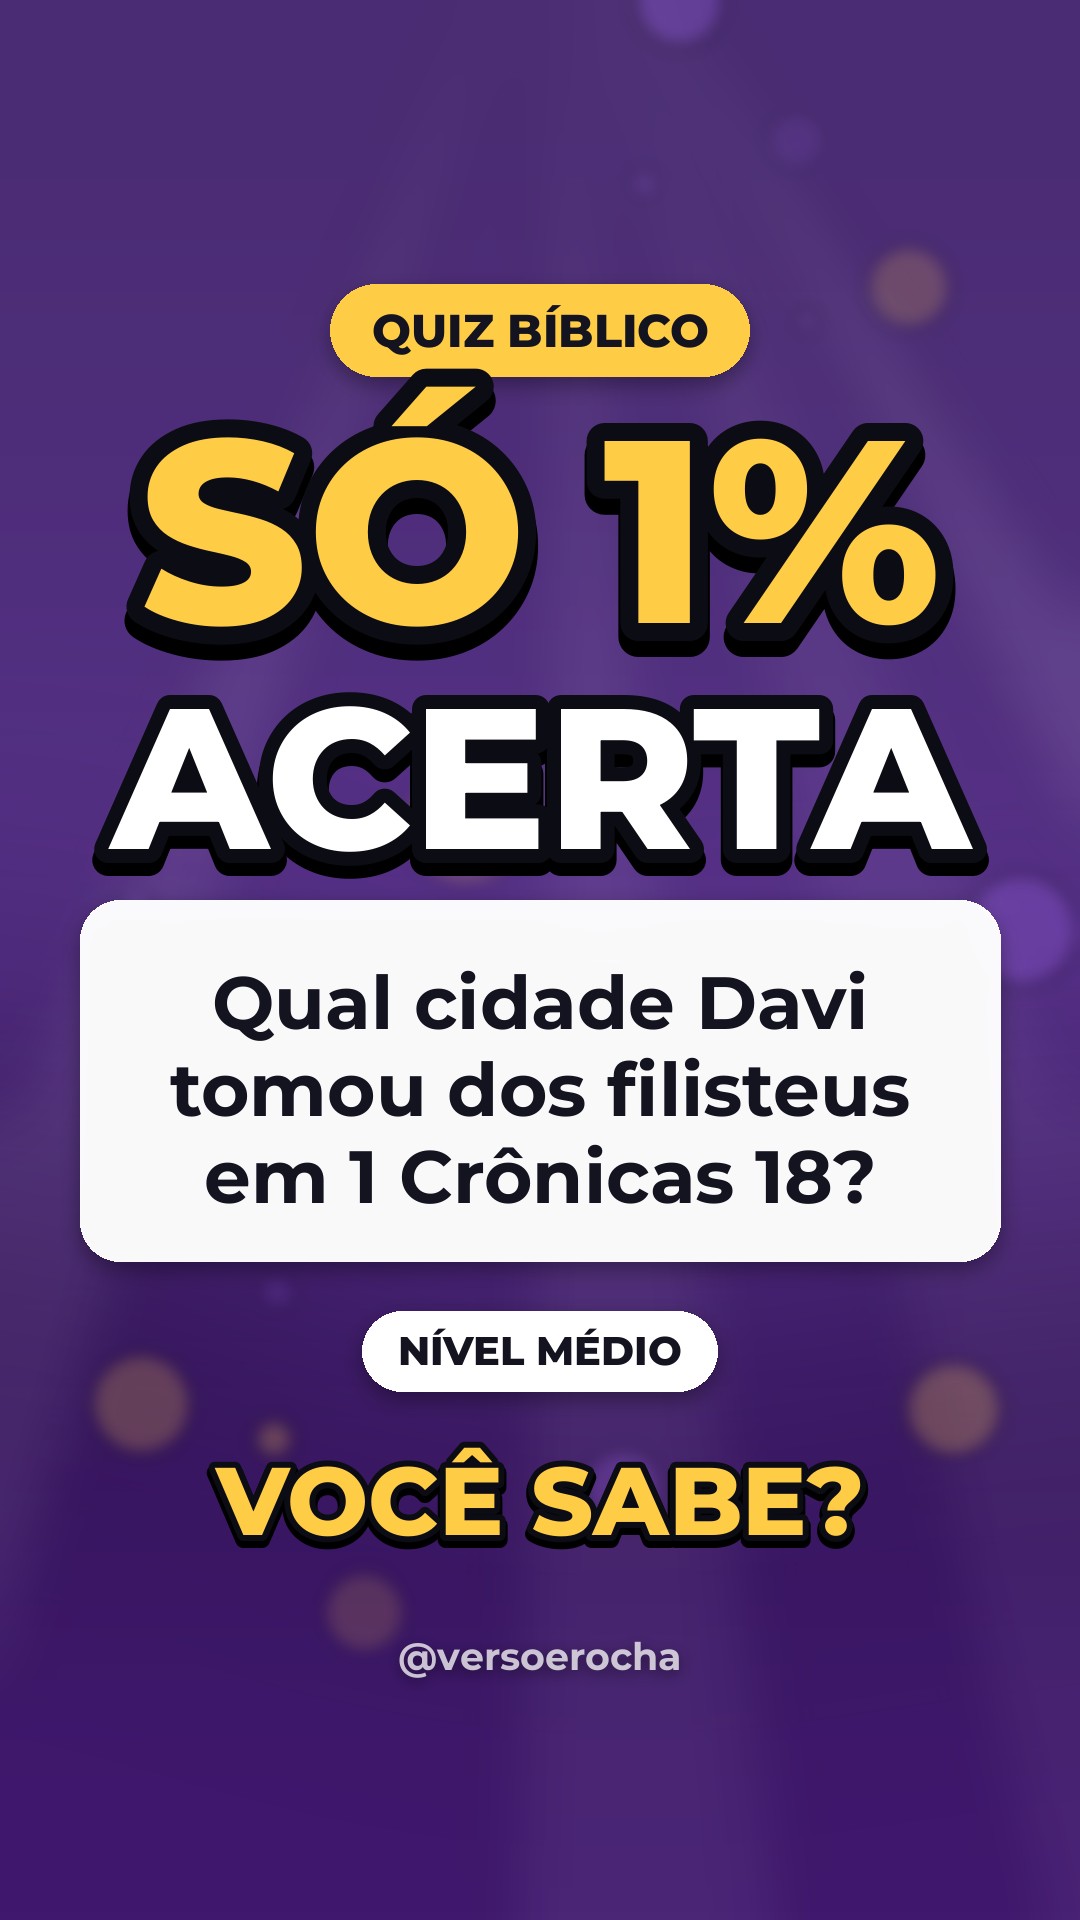 QUIZ BÍBLICO
SÓ 1%
ACERTA
Qual cidade Davi
tomou dos filisteus
em 1 Crônicas 18?
NÍVEL MÉDIO
VOCÊ SABE?
@versoerocha